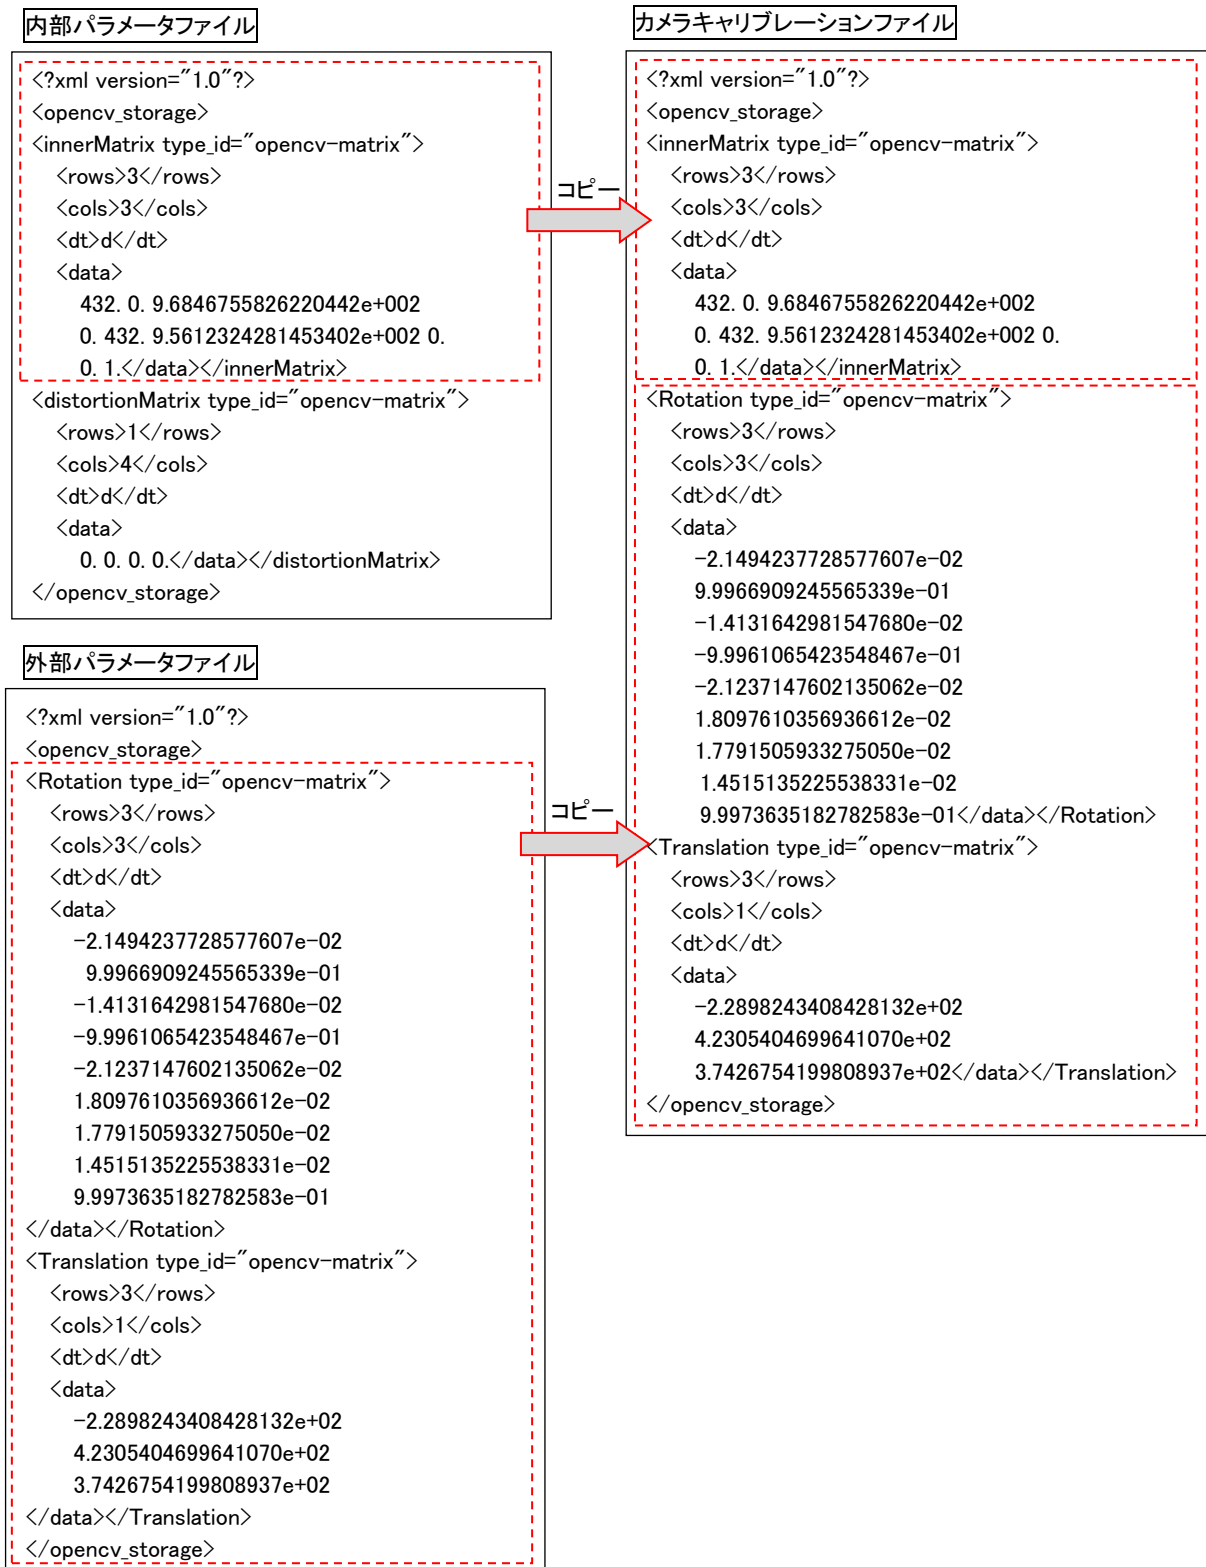 内部パラメータファイル
<?xml version="1.0"?>
<opencv_storage>
<innerMatrix type_id="opencv-matrix">
<rows>3</rows>
<cols>3</cols>
<dt>d</dt>
<data>
432. 0. 9.6846755826220442e+002
0. 432. 9.5612324281453402e+002 0.
0. 1.</data></innerMatrix>
<distortionMatrix type_id="opencv-matrix">
<rows>1</rows>
<cols>4</cols>
<dt>d</dt>
<data>
0. 0. 0. 0.</data></distortionMatrix>
</opencv_storage>
外部パラメータファイル
<?xml version="1.0"?>
<opencv_storage>
<Rotation type_id="opencv-matrix">
<rows>3</rows>
<cols>3</cols>
<dt>d</dt>
<data>
-2.1494237728577607e-02
9.9966909245565339e-01
-1.4131642981547680e-02
-9.9961065423548467e-01
-2.1237147602135062e-02
1.8097610356936612e-02
1.7791505933275050e-02
1.4515135225538331e-02
9.9973635182782583e-01
</data></Rotation>
<Translation type_id="opencv-matrix">
<rows>3</rows>
<cols>1</cols>
<dt>d</dt>
<data>
-2.2898243408428132e+02
4.2305404699641070e+02
3.7426754199808937e+02
</data></Translation>
</opencv_storage>
コピー
コピー
カメラキャリブレーションファイル
<?xml version="1.0"?>
<opencv_storage>
<innerMatrix type_id="opencv-matrix">
<rows>3</rows>
<cols>3</cols>
<dt>d</dt>
<data>
432. 0. 9.6846755826220442e+002
0. 432. 9.5612324281453402e+002 0.
0. 1.</data></innerMatrix>
<Rotation type_id="opencv-matrix">
<rows>3</rows>
<cols>3</cols>
<dt>d</dt>
<data>
-2.1494237728577607e-02
9.9966909245565339e-01
-1.4131642981547680e-02
-9.9961065423548467e-01
-2.1237147602135062e-02
1.8097610356936612e-02
1.7791505933275050e-02
1.4515135225538331e-02
9.9973635182782583e-01</data></Rotation>
<Translation type_id="opencv-matrix">
<rows>3</rows>
<cols>1</cols>
<dt>d</dt>
<data>
-2.2898243408428132e+02
4.2305404699641070e+02
3.7426754199808937e+02</data></Translation>
</opencv_storage>